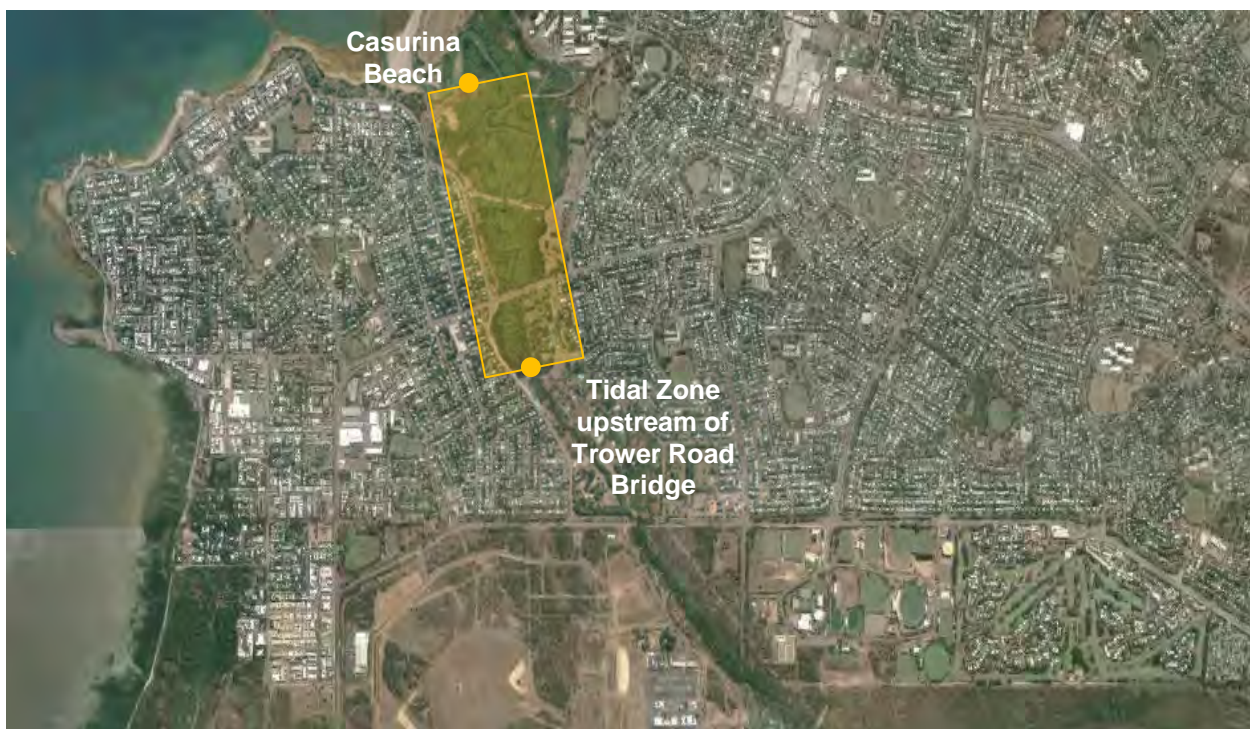 Casurina
Beach
Tidal Zone
upstream of
Trower Road
Bridge